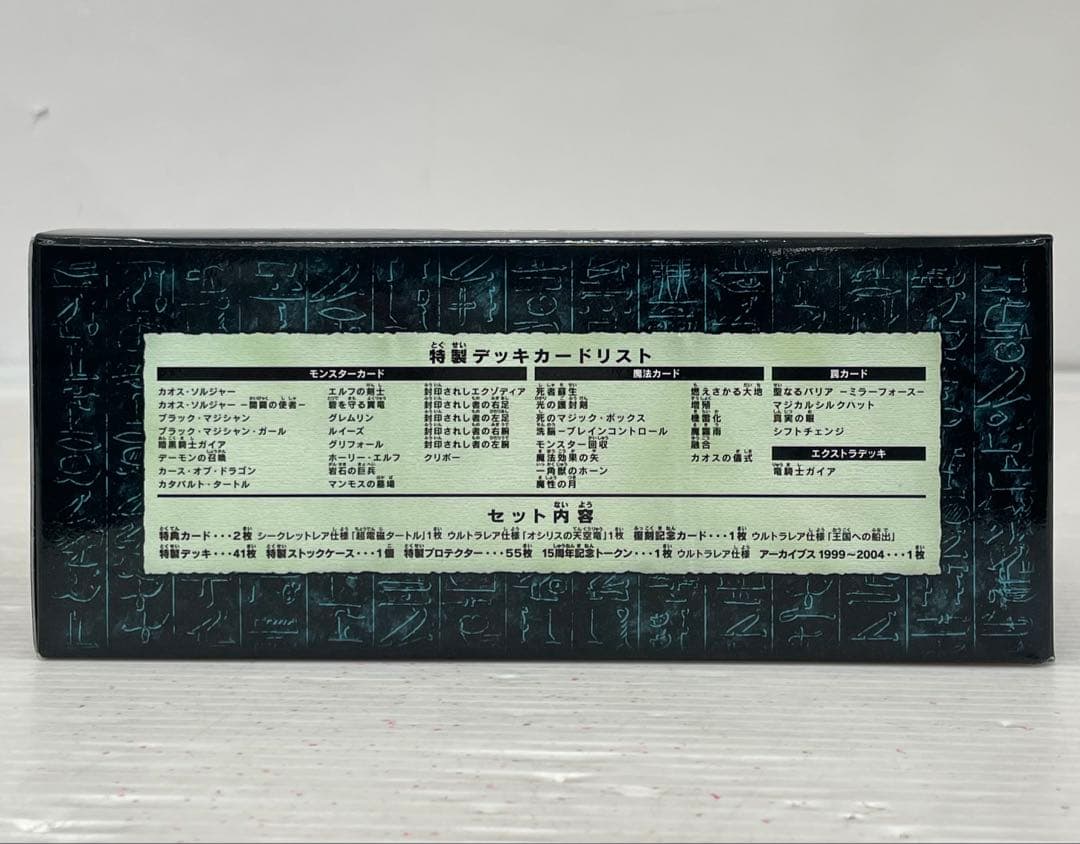 特製デッキカードリスト
モンスターカード
カオス・ソルジャー
カオス・ソルジャー －開闢の使者－
ブラック・マジシャン
ブラック・マジシャン・ガール
暗黒騎士ガイア
デーモンの召喚
カース・オブ・ドラゴン
カタパルト・タートル
エルフの剣士
砦を守る翼竜
グレムリン
ルイーズ
グリフォール
ホーリー・エルフ
岩石の巨兵
マンモスの墓場
封印されしエクゾディア
封印されし者の右足
封印されし者の左足
封印されし者の右腕
封印されし者の左腕
クリボー
魔法カード
死者蘇生
光の護封剣
死のマジック・ボックス
洗脳－ブレインコントロール
モンスター回収
魔法効果の矢
一角獣のホーン
魔性の月
燃えさかる大地
増殖
機雷化
魔霧雨
融合
カオスの儀式
罠カード
聖なるバリア －ミラーフォース－
マジカルシルクハット
真実の眼
シフトチェンジ
エクストラデッキ
竜騎士ガイア
セット内容
特典カード・・・2枚 シークレットレア仕様「超電磁タートル」1枚 ウルトラレア仕様「オシリスの天空竜」1枚 復刻記念カード・・・1枚 ウルトラレア仕様「王国への船出」
特製デッキ・・・41枚 特製ストックケース・・・1個 特製プロテクター・・・55枚 15周年記念トークン・・・1枚 ウルトラレア仕様 アーカイブス 1999～2004・・・1枚